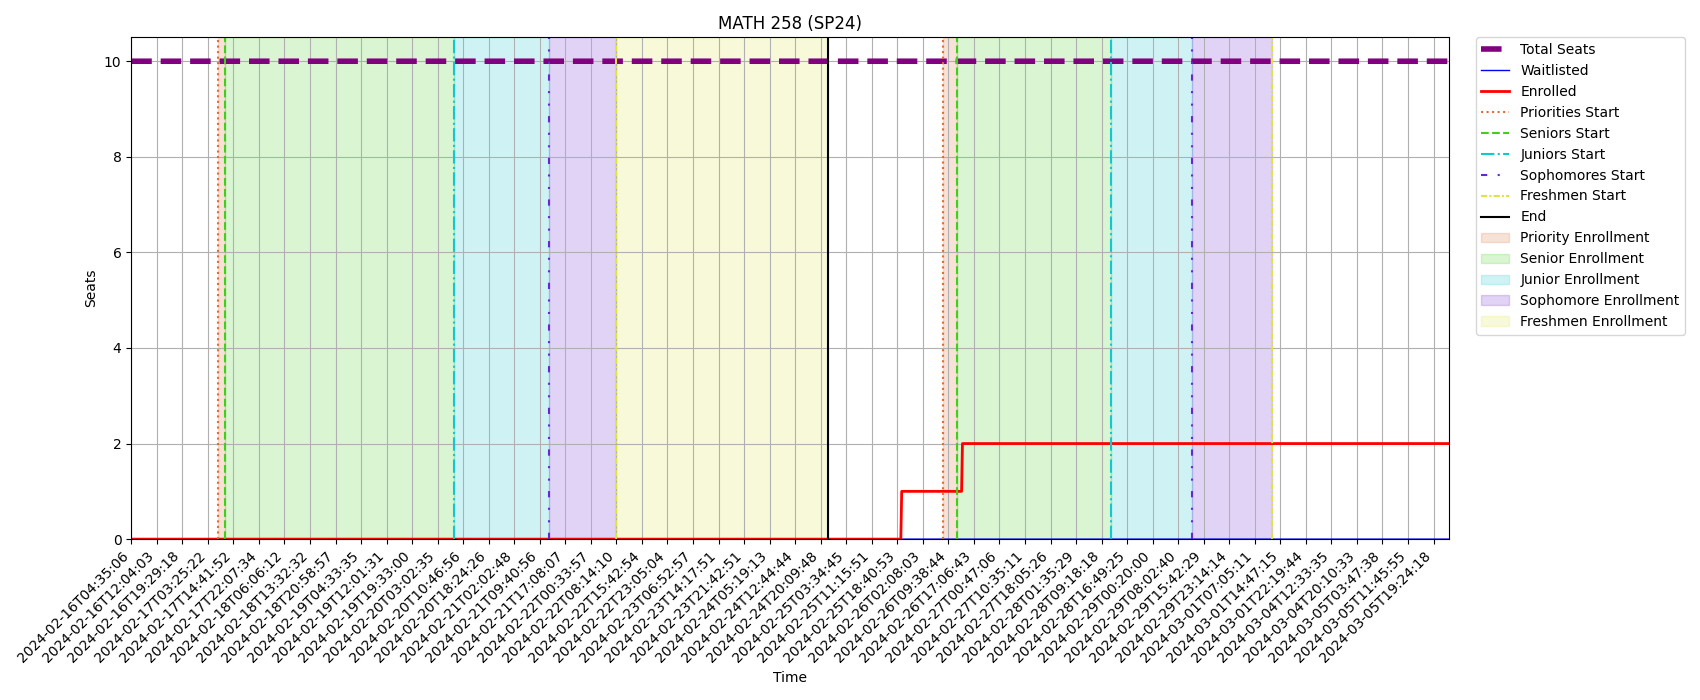 MATH 258 (SP24)
Seats
10
8
6
4
2
0
2024-02-16T04:35:06
2024-02-16T12:04:03
2024-02-16T19:29:18
2024-02-17T03:25:22
2024-02-17T14:41:52
2024-02-17T22:07:34
2024-02-18T06:06:12
2024-02-18T13:32:32
2024-02-18T20:58:57
2024-02-19T04:33:35
2024-02-19T12:01:31
2024-02-19T19:33:00
2024-02-20T03:02:35
2024-02-20T10:46:56
2024-02-20T18:24:26
2024-02-21T02:02:48
2024-02-21T09:40:56
2024-02-21T17:08:07
2024-02-22T00:33:57
2024-02-22T08:14:10
2024-02-22T15:42:54
2024-02-22T23:05:04
2024-02-23T06:52:57
2024-02-23T14:17:51
2024-02-23T21:42:51
2024-02-24T05:19:13
2024-02-24T12:44:44
2024-02-24T20:09:48
2024-02-25T03:34:45
2024-02-25T11:15:51
2024-02-25T18:40:53
2024-02-26T02:08:03
2024-02-26T09:38:44
2024-02-26T17:06:43
2024-02-27T00:47:06
2024-02-27T10:35:11
2024-02-27T18:05:26
2024-02-28T01:35:29
2024-02-28T09:18:18
2024-02-28T16:49:25
2024-02-29T00:20:00
2024-02-29T08:02:40
2024-02-29T15:42:29
2024-02-29T23:14:14
2024-03-01T07:05:11
2024-03-01T14:47:15
2024-03-01T22:19:44
2024-03-04T12:33:35
2024-03-04T20:10:33
2024-03-05T03:47:38
2024-03-05T11:45:55
2024-03-05T19:24:18
Time
Total Seats
Waitlisted
Enrolled
Priorities Start
Seniors Start
Juniors Start
Sophomores Start
Freshmen Start
End
Priority Enrollment
Senior Enrollment
Junior Enrollment
Sophomore Enrollment
Freshmen Enrollment